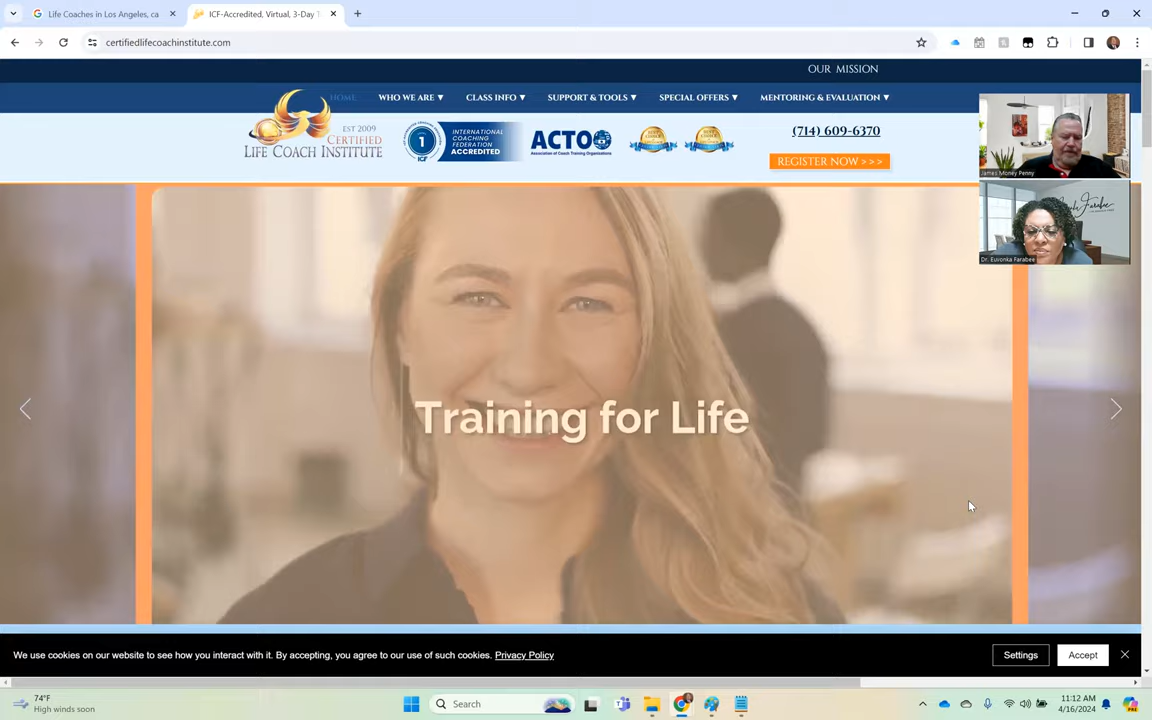 Life Coaches in Los Angeles, ca
ICF-Accredited, Virtual, 3-Day
certifiedlifecoachinstitute.com
OUR MISSION
HOME
WHO WE ARE ▼
CLASS INFO ▼
SUPPORT & TOOLS ▼
SPECIAL OFFERS ▼
MENTORING & EVALUATION ▼
EST 2009
CERTIFIED
LIFE COACH INSTITUTE
1
ICF
INTERNATIONAL
COACHING
FEDERATION
ACCREDITED
ACTO
Association of Coach Training Organizations
(714) 609-6370
REGISTER NOW > > >
James Money Penny
Dr. Euvonka Farabee
Training for Life
We use cookies on our website to see how you interact with it. By accepting, you agree to our use of such cookies. Privacy Policy
Settings
Accept
74°F
High winds soon
Search
11:12 AM
4/16/2024